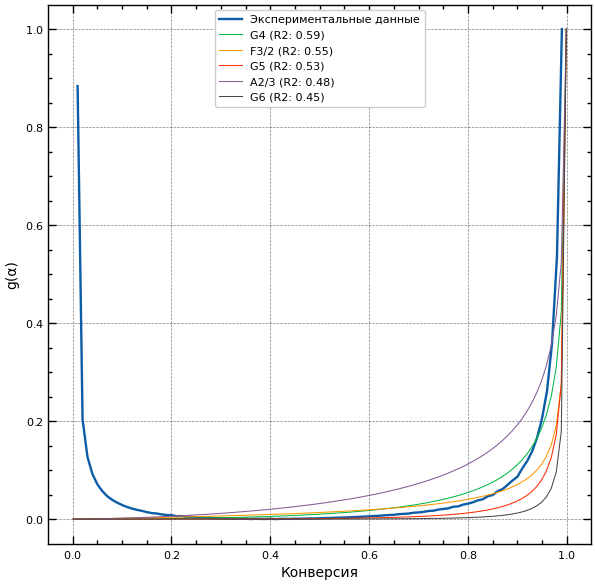 Экспериментальные данные
G4 (R2: 0.59)
F3/2 (R2: 0.55)
G5 (R2: 0.53)
A2/3 (R2: 0.48)
G6 (R2: 0.45)
1.0
0.8
0.6
0.4
0.2
0.0
g(α)
0.0 0.2 0.4 0.6 0.8 1.0
Конверсия